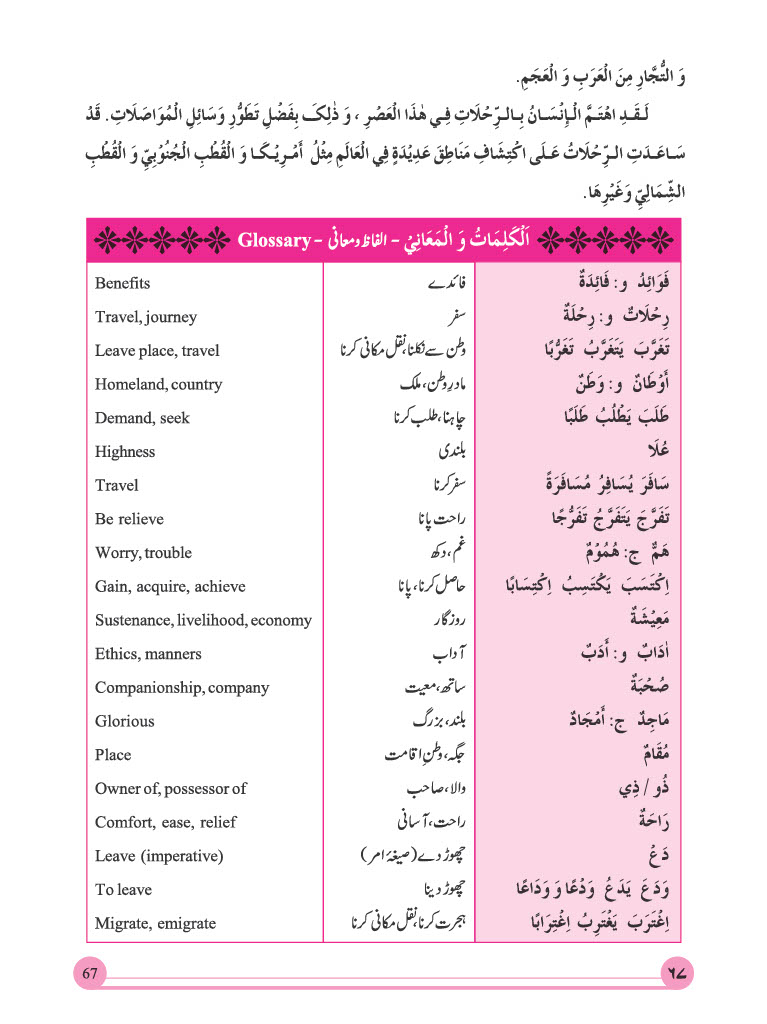 وَ التُّجَّارِ مِنَ الْعَرَبِ وَ الْعَجَمِ.
لَـقَـدِ اهْتَمَّ الْـإِنْسَـانُ بِـالـرِّحْلَاتِ فِـي هٰذَا الْعَصْرِ ، وَ ذٰلِکَ بِفَضْلِ تَطَوُّرِ وَسَائِلِ الْمُوَاصَلَاتِ. قَدْ
سَـاعَـدَتِ الـرِّحْلَاتُ عَـلَى اكْتِشَافِ مَنَاطِقَ عَدِيْدَةٍ فِي الْعَالَمِ مِثْلُ أَمْـرِيْـكَـا وَ الْقُطْبِ الْجُنُوْبِيِّ وَ الْقُطْبِ
الشِّمَالِيِّ وَغَيْرِهَا.
اَلْكَلِمَاتُ وَ الْمَعَانِيْ - الفاظ و معانی - Glossary
فَوَائِدُ و: فَائِدَةٌ فائدے Benefits
رِحْلَاتٌ و: رِحْلَةٌ سفر Travel, journey
تَغَرَّبَ يَتَغَرَّبُ تَغَرُّبًا وطن سے نکلنا، نقل مکانی کرنا Leave place, travel
أَوْطَانٌ و: وَطَنٌ مادرِ وطن، ملک Homeland, country
طَلَبَ يَطْلُبُ طَلَبًا چاہنا، طلب کرنا Demand, seek
عُلَا بلندی Highness
سَافَرَ يُسَافِرُ مُسَافَرَةً سفر کرنا Travel
تَفَرَّجَ يَتَفَرَّجُ تَفَرُّجًا راحت پانا Be relieve
هَمٌّ ج: هُمُوْمٌ غم، دکھ Worry, trouble
اِكْتَسَبَ يَكْتَسِبُ اِكْتِسَابًا حاصل کرنا، پانا Gain, acquire, achieve
مَعِيْشَةٌ روزگار Sustenance, livelihood, economy
اٰدَابٌ و: أَدَبٌ آداب Ethics, manners
صُحْبَةٌ ساتھ، معیت Companionship, company
مَاجِدٌ ج: أَمْجَادٌ بلند، بزرگ Glorious
مُقَامٌ جگہ، وطنِ اقامت Place
ذُو / ذِي والا، صاحب Owner of, possessor of
رَاحَةٌ راحت، آسانی Comfort, ease, relief
دَعْ چھوڑ دے (صیغۂ امر) Leave (imperative)
وَدَعَ يَدَعُ وَدْعًا وَ وَدَاعًا چھوڑ دینا To leave
اِغْتَرَبَ يَغْتَرِبُ اِغْتِرَابًا ہجرت کرنا، نقل مکانی کرنا Migrate, emigrate
67 ٦٧